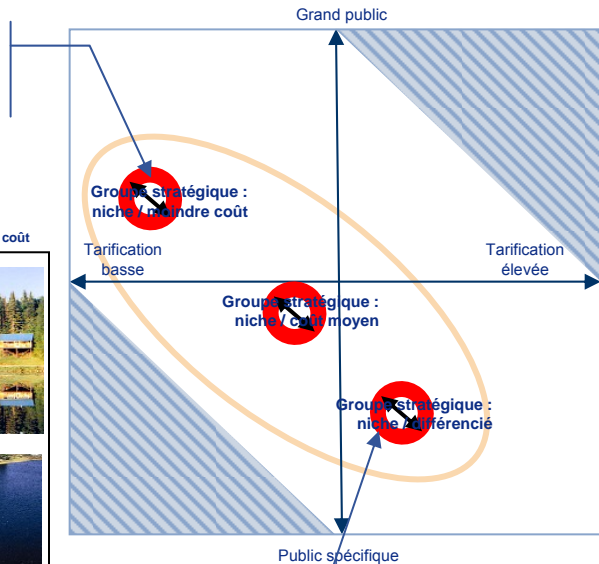 Grand public
Groupe stratégique :
niche / moindre coût
coût
Tarification
basse
Tarification
élevée
Groupe stratégique :
niche / coût moyen
Groupe stratégique :
niche / différencié
Public spécifique